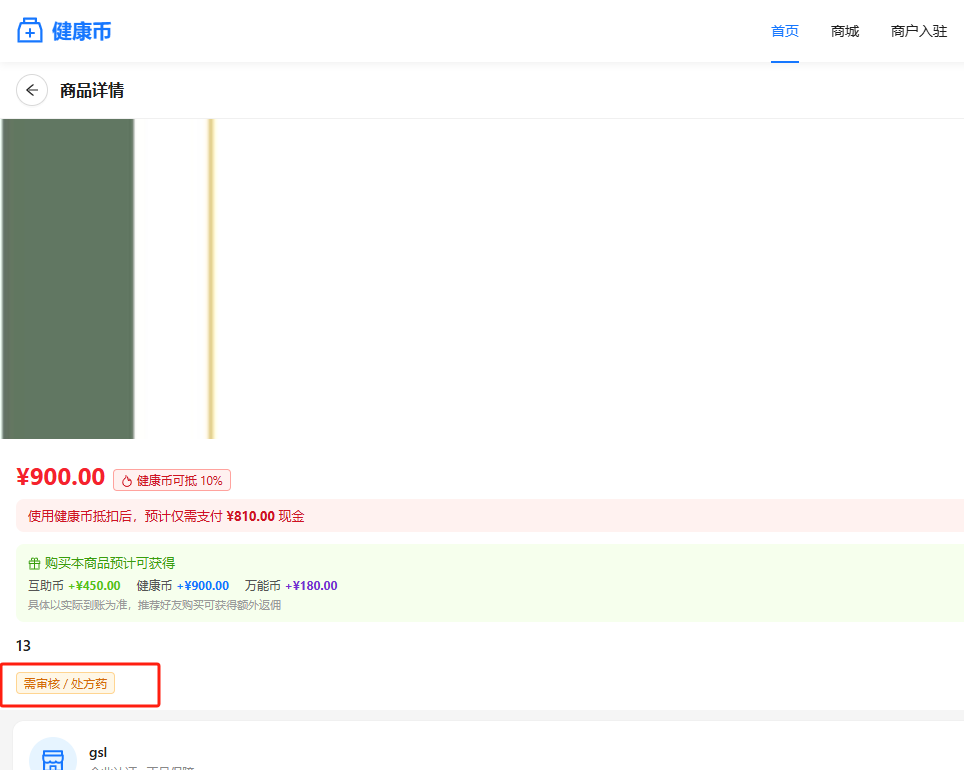 健康币
首页 商城 商户入驻
商品详情
¥900.00 健康币可抵 10%
使用健康币抵扣后，预计仅需支付 ¥810.00 现金
购买本商品预计可获得
互助币 +¥450.00 健康币 +¥900.00 万能币 +¥180.00
具体以实际到账为准，推荐好友购买可获得额外返佣
13
需审核 / 处方药
gsl